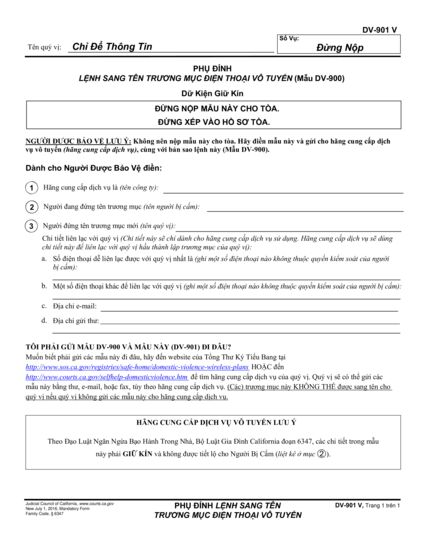 DV-901 V
Số Vụ:
Tên quý vị: Chỉ Để Thông Tin
Đừng Nộp
PHỤ ĐÍNH
LỆNH SANG TÊN TRƯƠNG MỤC ĐIỆN THOẠI VÔ TUYẾN (Mẫu DV-900)
Dữ Kiện Giữ Kín
ĐỪNG NỘP MẪU NÀY CHO TÒA.
ĐỪNG XẾP VÀO HỒ SƠ TÒA.
NGƯỜI ĐƯỢC BẢO VỆ LƯU Ý: Không nên nộp mẫu này cho tòa. Hãy điền mẫu này và gửi cho hãng cung cấp dịch
vụ vô tuyến (hãng cung cấp dịch vụ), cùng với bản sao lệnh này (Mẫu DV-900).
Dành cho Người Được Bảo Vệ điền:
1 Hãng cung cấp dịch vụ là (tên công ty):
2 Người đang đứng tên trương mục (tên người bị cấm):
3 Người đứng tên trương mục mới (tên quý vị):
Chi tiết liên lạc với quý vị (Chi tiết này sẽ chỉ dành cho hãng cung cấp dịch vụ sử dụng. Hãng cung cấp dịch vụ sẽ dùng
chi tiết này để liên lạc với quý vị hầu thành lập trương mục của quý vị):
a. Số điện thoại dễ liên lạc được với quý vị nhất là (ghi một số điện thoại nào không thuộc quyền kiểm soát của người
bị cấm):
b. Một số điện thoại khác để liên lạc với quý vị (ghi một số điện thoại nào không thuộc quyền kiểm soát của người bị cấm):
c. Địa chỉ e-mail:
d. Địa chỉ gửi thư:
TÔI PHẢI GỬI MẪU DV-900 VÀ MẪU NÀY (DV-901) ĐI ĐÂU?
Muốn biết phải gửi các mẫu này đi đâu, hãy đến website của Tổng Thư Ký Tiểu Bang tại
http://www.sos.ca.gov/registries/safe-home/domestic-violence-wireless-plans HOẶC đến
http://www.courts.ca.gov/selfhelp-domesticviolence.htm để tìm hãng cung cấp dịch vụ của quý vị. Quý vị sẽ có thể gửi các
mẫu này bằng thư, e-mail, hoặc fax, tùy theo hãng cung cấp dịch vụ. (Các) trương mục này KHÔNG THỂ được sang tên cho
quý vị nếu quý vị không gửi các mẫu này cho hãng cung cấp dịch vụ.
HÃNG CUNG CẤP DỊCH VỤ VÔ TUYẾN LƯU Ý
Theo Đạo Luật Ngăn Ngừa Bạo Hành Trong Nhà, Bộ Luật Gia Đình California đoạn 6347, các chi tiết trong mẫu
này phải GIỮ KÍN và không được tiết lộ cho Người Bị Cấm (liệt kê ở mục 2).
Judicial Council of California, www.courts.ca.gov
New July 1, 2016, Mandatory Form
Family Code, § 6347
PHỤ ĐÍNH LỆNH SANG TÊN
TRƯƠNG MỤC ĐIỆN THOẠI VÔ TUYẾN
DV-901 V, Trang 1 trên 1